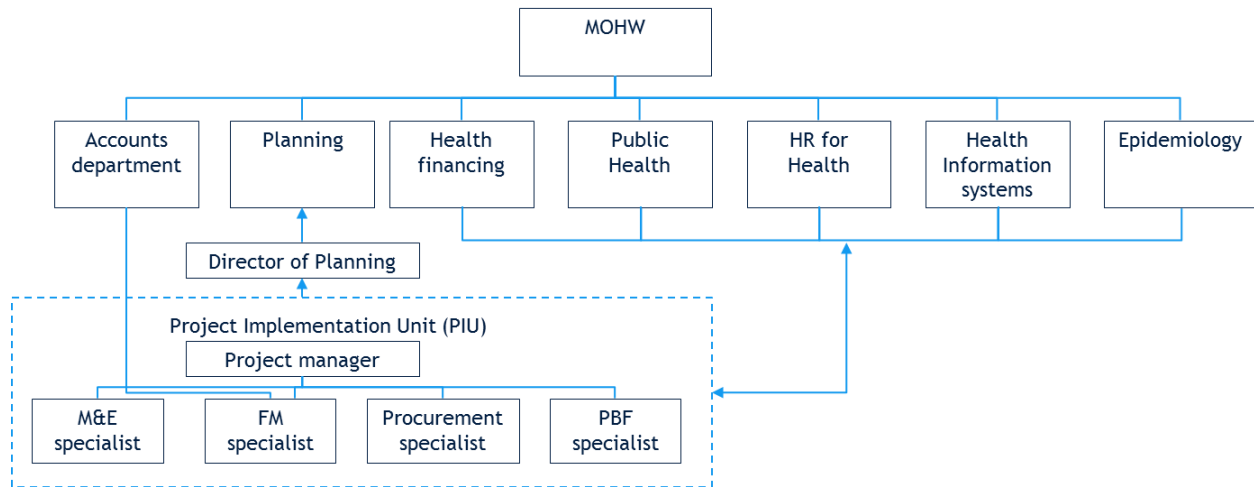 MOHW
Accounts
department
Planning
Health
financing
Public
Health
HR for
Health
Health
Information
systems
Epidemiology
Director of Planning
Project Implementation Unit (PIU)
Project manager
M&E
specialist
FM
specialist
Procurement
specialist
PBF
specialist